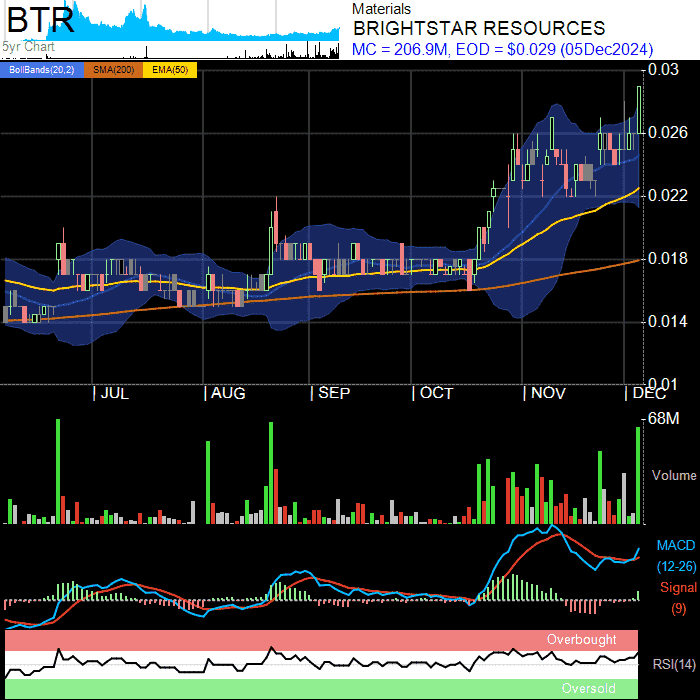 BTR
5yr Chart
Materials
BRIGHTSTAR RESOURCES
MC = 206.9M, EOD = $0.029 (05Dec2024)
BollBands(20,2) SMA(200) EMA(50)
0.03
0.026
0.022
0.018
0.014
0.01
JUL AUG SEP OCT NOV DEC
68M
Volume
MACD
(12-26)
Signal
(9)
Overbought
RSI(14)
Oversold